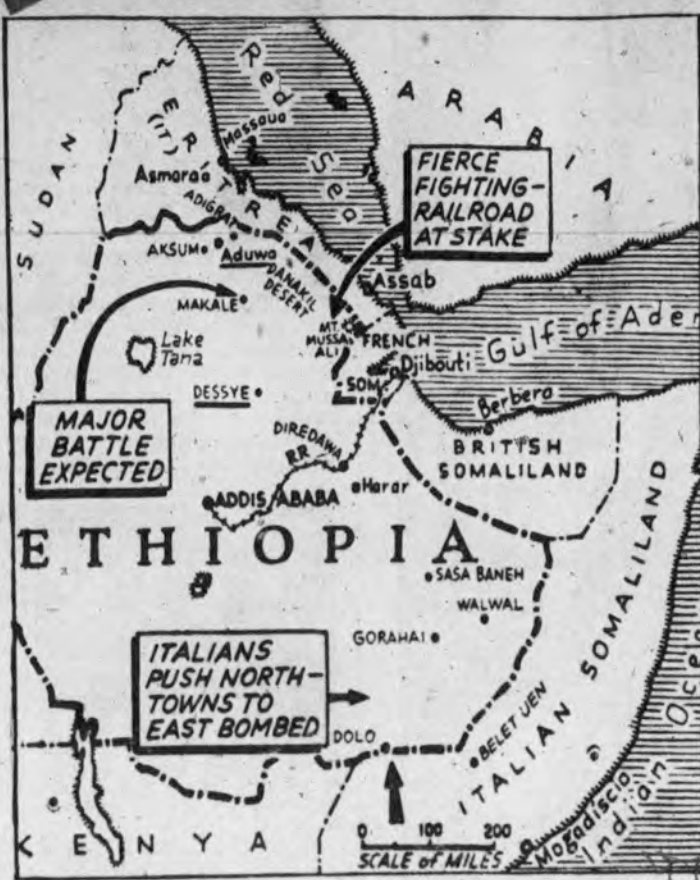 Red
Sea
ARABIA
SUDAN
ERITREA
(IT)
Massaua
Asmara
ADIGRAT
AKSUM
Aduwa
DANAKIL
DESERT
FIERCE
FIGHTING-
RAILROAD
AT STAKE
Assab
MAKALE
Lake
Tana
MT.
MUSSA
ALI
FRENCH
SOM.
Djibouti
Gulf of Aden
DESSYE
MAJOR
BATTLE
EXPECTED
Berbera
BRITISH
SOMALILAND
DIREDAWA
RR
Harar
ADDIS ABABA
ETHIOPIA
SASA BANEH
WALWAL
GORAHAI
ITALIANS
PUSH NORTH-
TOWNS TO
EAST BOMBED
DOLO
BELET UEN
ITALIAN SOMALILAND
Mogadiscio
Indian
Oce
KENYA
0 100 200
SCALE of MILES